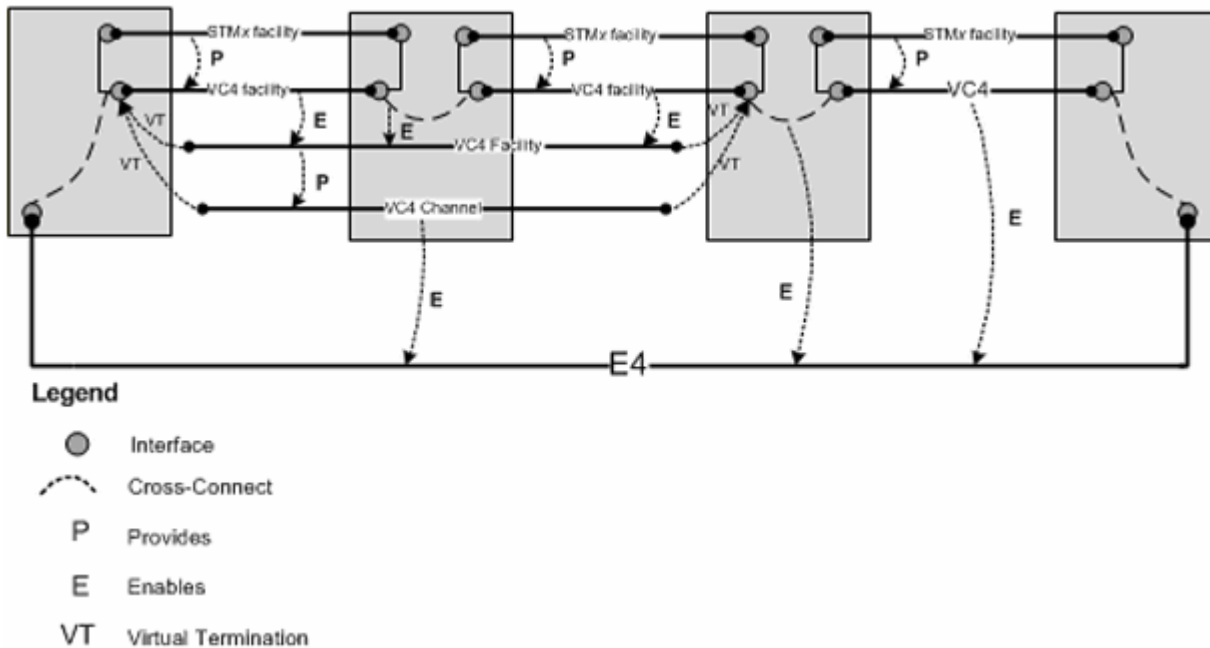 STMx facility STMx facility STMx facility
P P P
VC4 facility VC4 facility VC4
VT E E E VT
VC4 Facility
VT P VT
VC4 Channel
E E E
E4
Legend
Interface
Cross-Connect
P Provides
E Enables
VT Virtual Termination